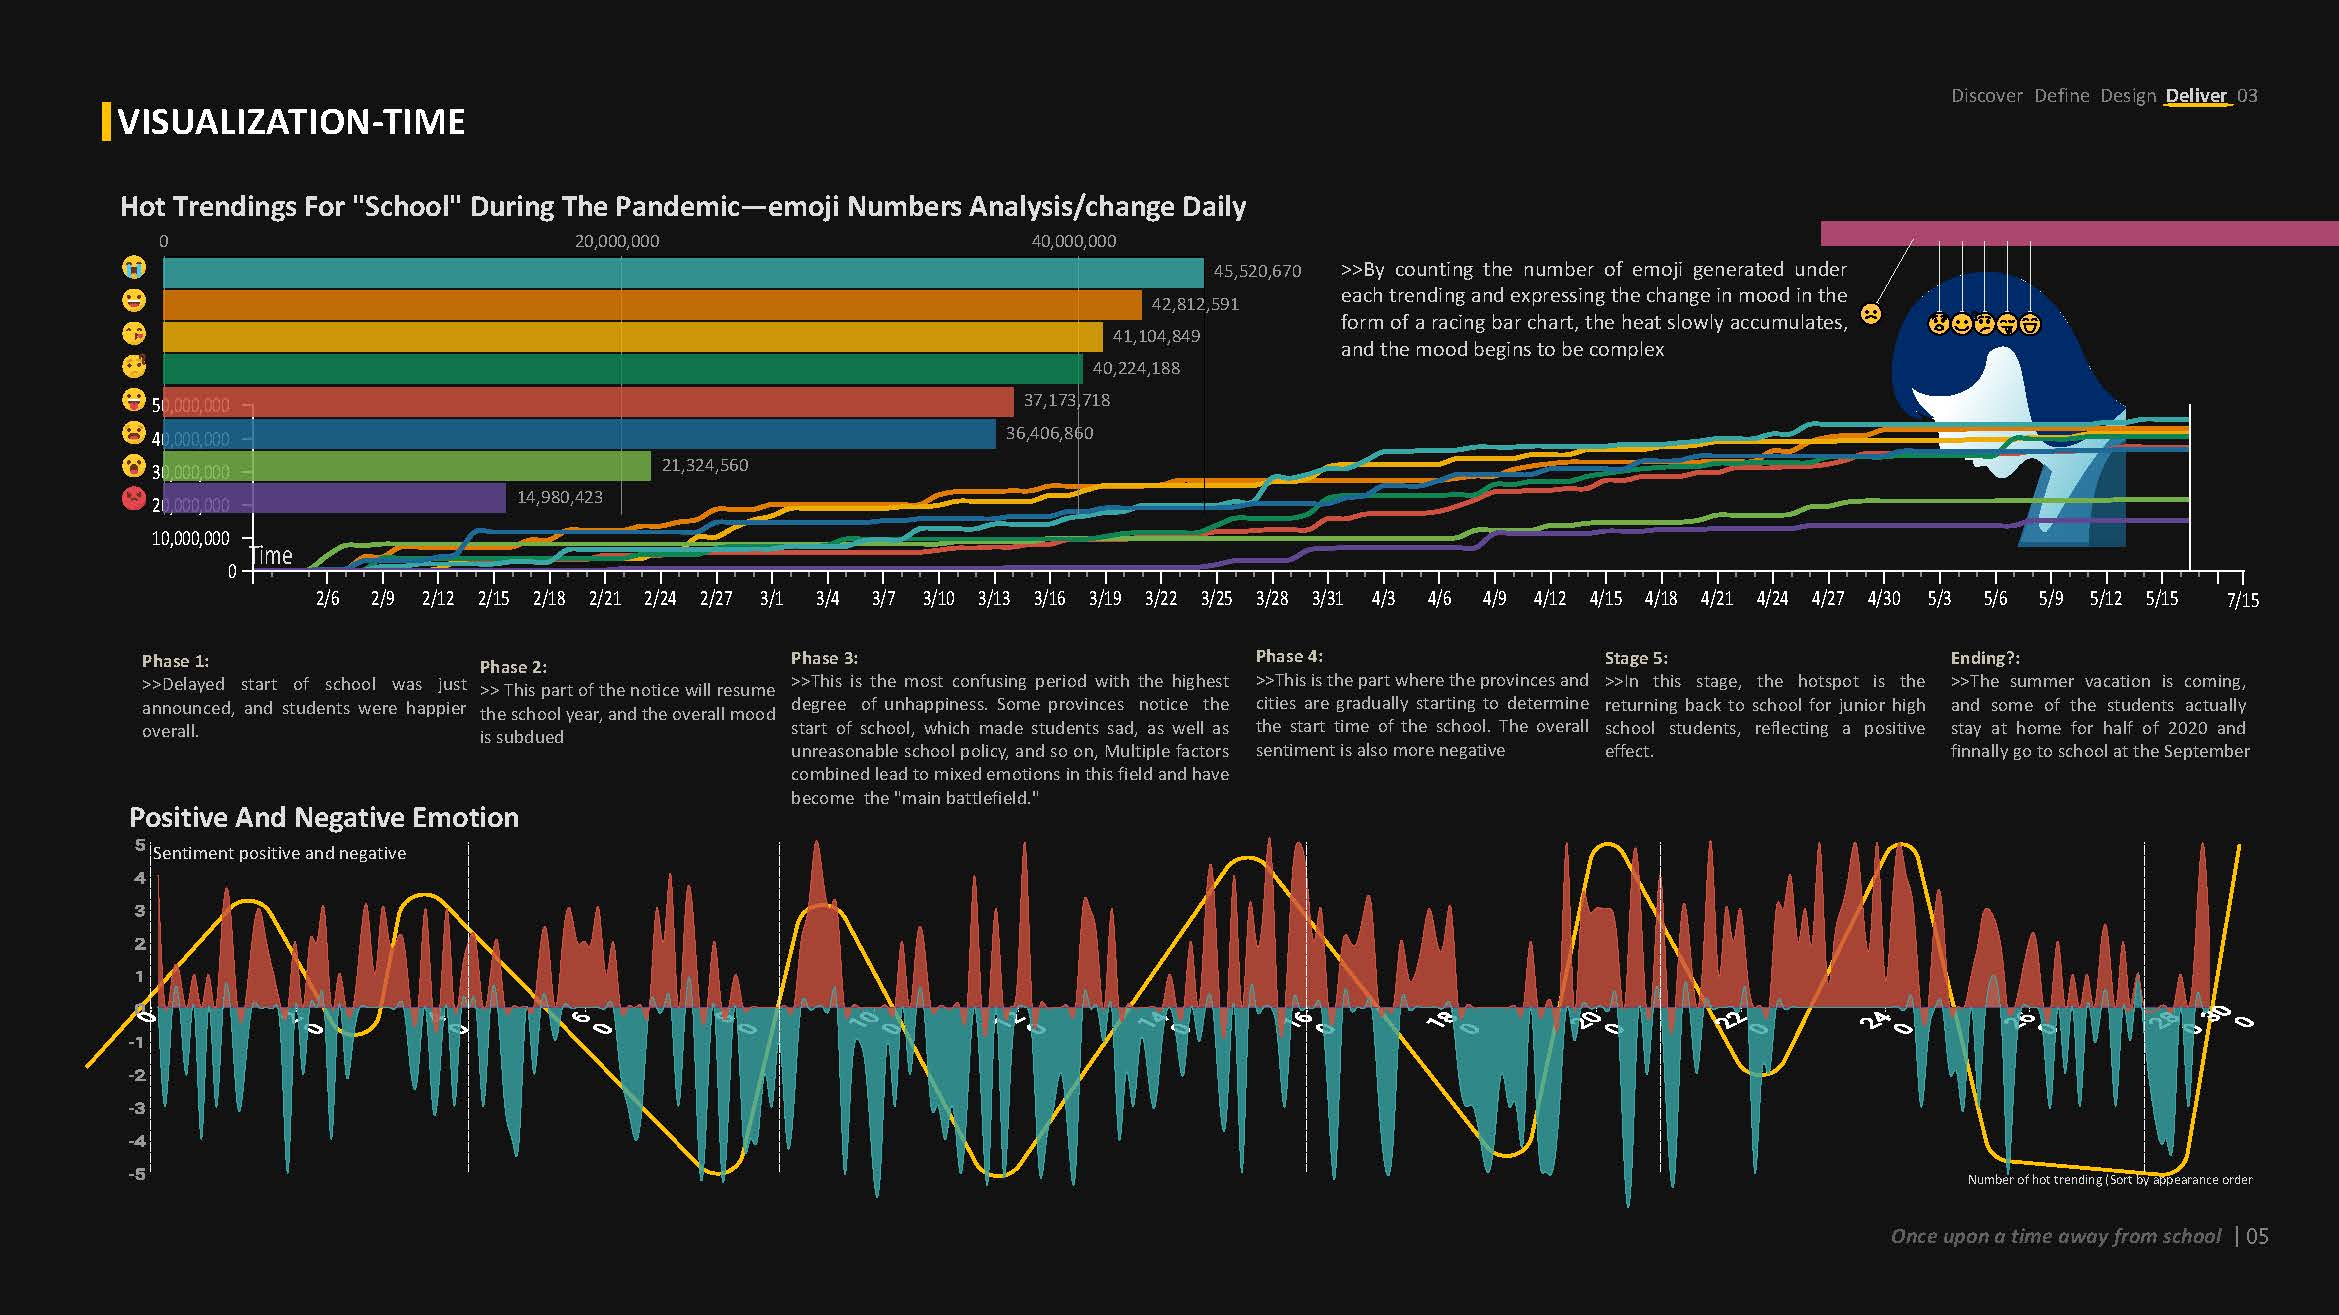 Discover Define Design Deliver 03
VISUALIZATION-TIME
Hot Trendings For "School" During The Pandemic—emoji Numbers Analysis/change Daily
0 20,000,000 40,000,000
45,520,670
42,812,591
41,104,849
40,224,188
37,173,718
36,406,860
21,324,560
14,980,423
>>By counting the number of emoji generated under
each trending and expressing the change in mood in the
form of a racing bar chart, the heat slowly accumulates,
and the mood begins to be complex
50,000,000
40,000,000
30,000,000
20,000,000
10,000,000
0
Time
2/6 2/9 2/12 2/15 2/18 2/21 2/24 2/27 3/1 3/4 3/7 3/10 3/13 3/16 3/19 3/22 3/25 3/28 3/31 4/3 4/6 4/9 4/12 4/15 4/18 4/21 4/24 4/27 4/30 5/3 5/6 5/9 5/12 5/15 7/15
Phase 1:
>>Delayed start of school was just
announced, and students were happier
overall.
Phase 2:
>> This part of the notice will resume
the school year, and the overall mood
is subdued
Phase 3:
>>This is the most confusing period with the highest
degree of unhappiness. Some provinces notice the
start of school, which made students sad, as well as
unreasonable school policy, and so on, Multiple factors
combined lead to mixed emotions in this field and have
become the "main battlefield."
Phase 4:
>>This is the part where the provinces and
cities are gradually starting to determine
the start time of the school. The overall
sentiment is also more negative
Stage 5:
>>In this stage, the hotspot is the
returning back to school for junior high
school students, reflecting a positive
effect.
Ending?:
>>The summer vacation is coming,
and some of the students actually
stay at home for half of 2020 and
finnally go to school at the September
Positive And Negative Emotion
Sentiment positive and negative
5
4
3
2
1
0
-1
-2
-3
-4
-5
0 20 40 60 80 100 120 140 160 180 200 220 240 260 280 300
Number of hot trending (Sort by appearance order
Once upon a time away from school | 05